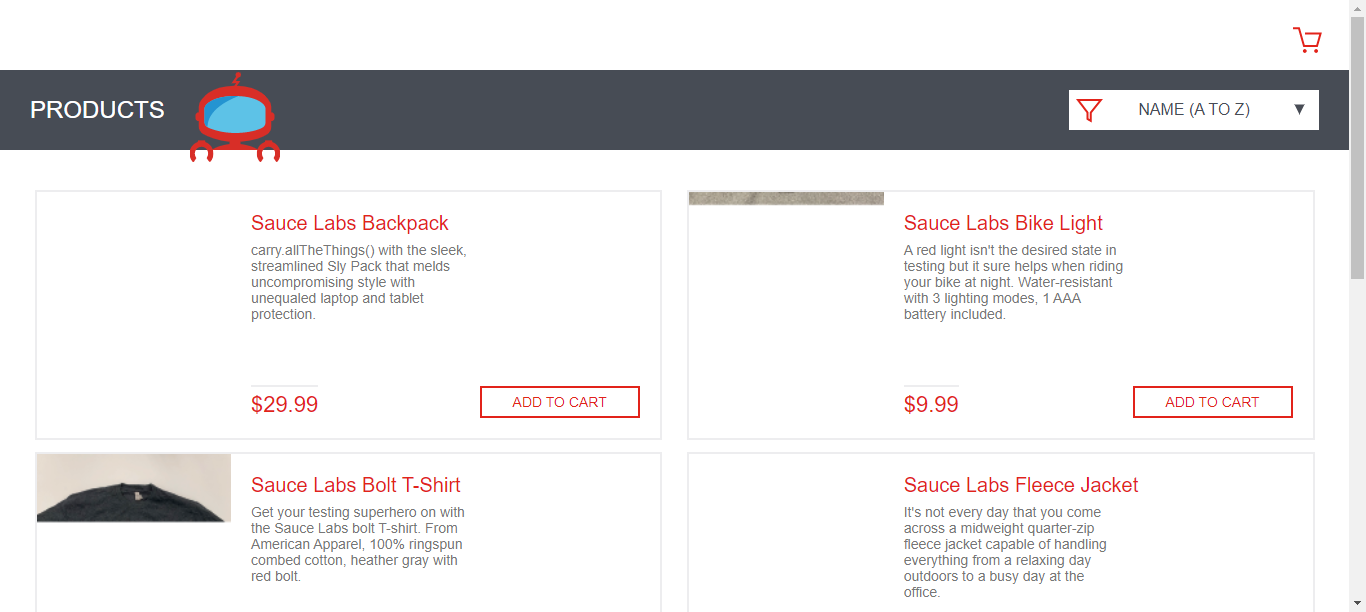 PRODUCTS
NAME (A TO Z)
Sauce Labs Backpack
carry.allTheThings() with the sleek,
streamlined Sly Pack that melds
uncompromising style with
unequaled laptop and tablet
protection.
$29.99
ADD TO CART
Sauce Labs Bike Light
A red light isn't the desired state in
testing but it sure helps when riding
your bike at night. Water-resistant
with 3 lighting modes, 1 AAA
battery included.
$9.99
ADD TO CART
Sauce Labs Bolt T-Shirt
Get your testing superhero on with
the Sauce Labs bolt T-shirt. From
American Apparel, 100% ringspun
combed cotton, heather gray with
red bolt.
Sauce Labs Fleece Jacket
It's not every day that you come
across a midweight quarter-zip
fleece jacket capable of handling
everything from a relaxing day
outdoors to a busy day at the
office.